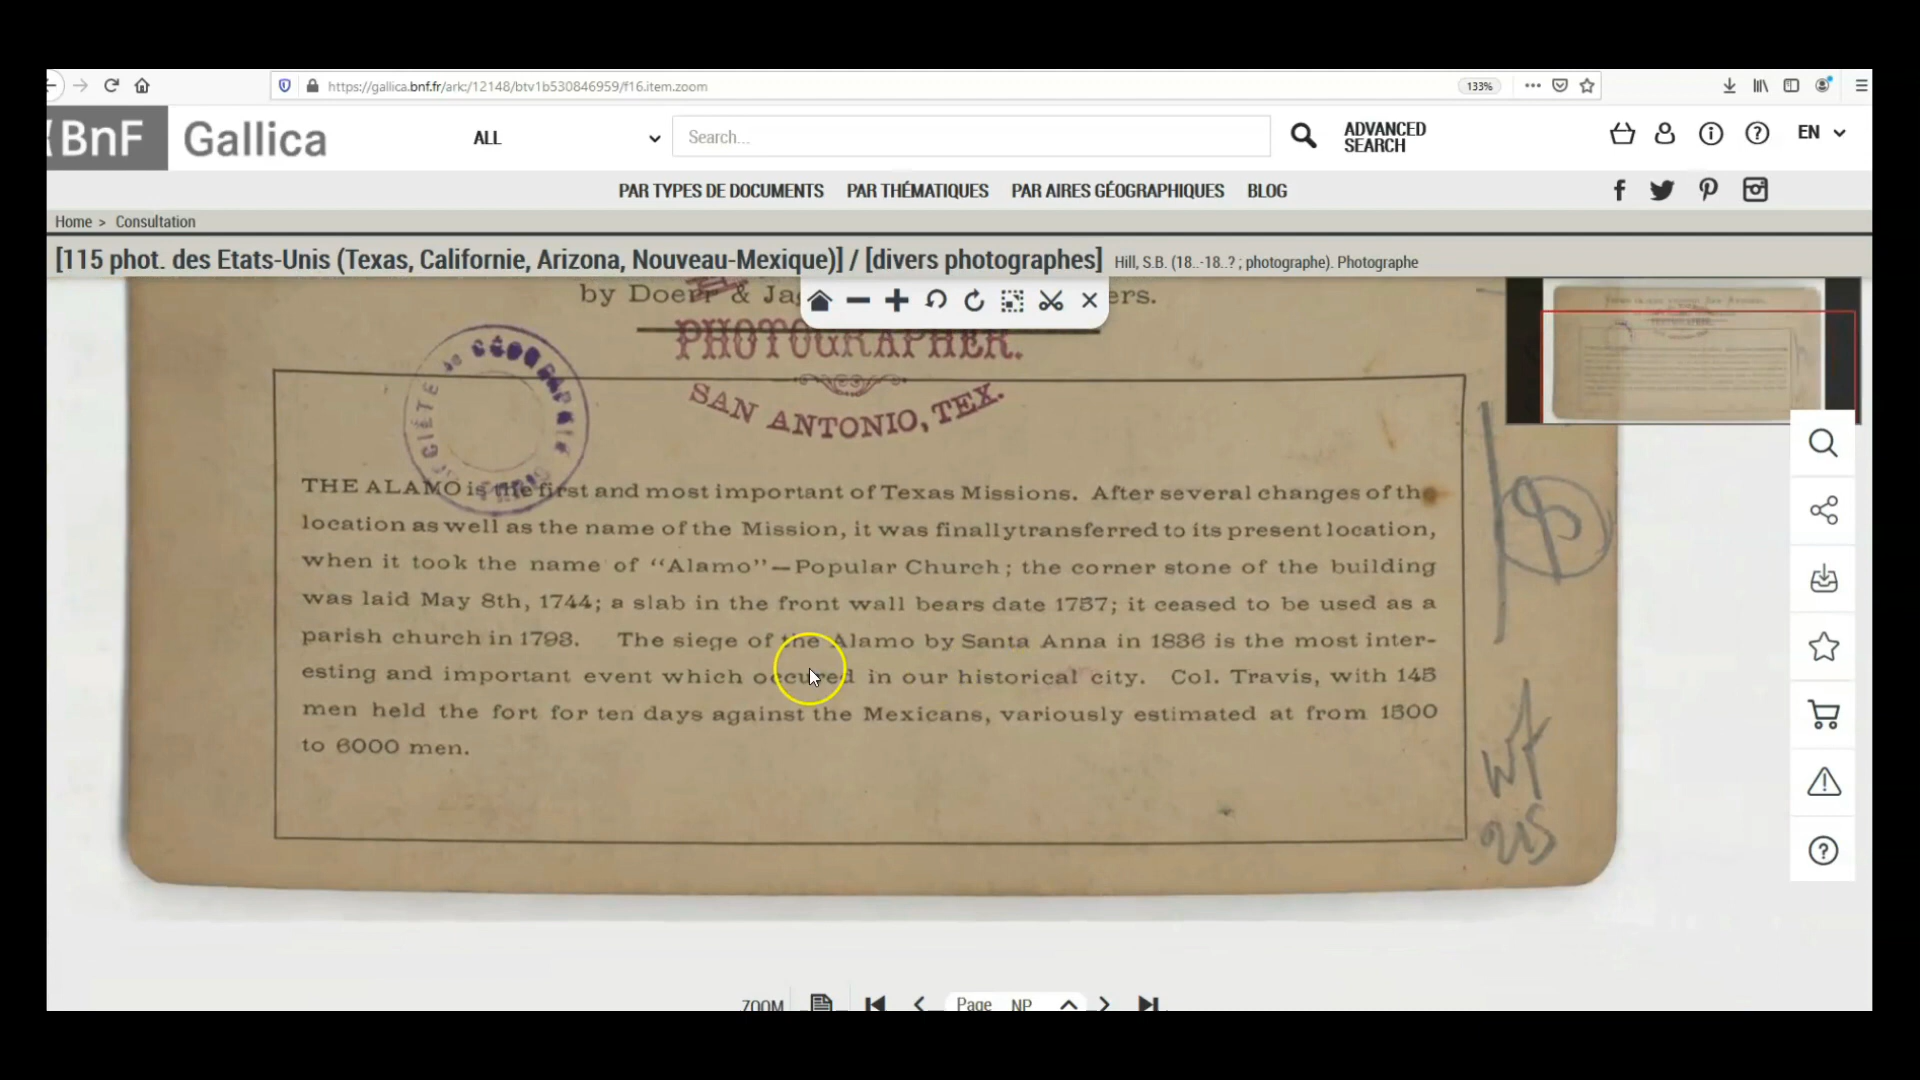 https://gallica.bnf.fr/ark:/12148/btv1b530846959/f16.item.zoom
133%
BnF Gallica
ALL
Search...
ADVANCED
SEARCH
EN
PAR TYPES DE DOCUMENTS PAR THÉMATIQUES PAR AIRES GÉOGRAPHIQUES BLOG
Home > Consultation
[115 phot. des Etats-Unis (Texas, Californie, Arizona, Nouveau-Mexique)] / [divers photographes] Hill, S.B. (18..-18..? ; photographe). Photographe
by Doerr &
PHOTOGRAPHER.
SAN ANTONIO, TEX.
SOCIÉTÉ de GÉOGRAPHIE
PARIS
THE ALAMO is the first and most important of Texas Missions. After several changes of the
location as well as the name of the Mission, it was finally transferred to its present location,
when it took the name of "Alamo"—Popular Church; the corner stone of the building
was laid May 8th, 1744; a slab in the front wall bears date 1757; it ceased to be used as a
parish church in 1793. The siege of the Alamo by Santa Anna in 1836 is the most inter-
esting and important event which occured in our historical city. Col. Travis, with 145
men held the fort for ten days against the Mexicans, variously estimated at from 1500
to 6000 men.
ZOOM
Page NP